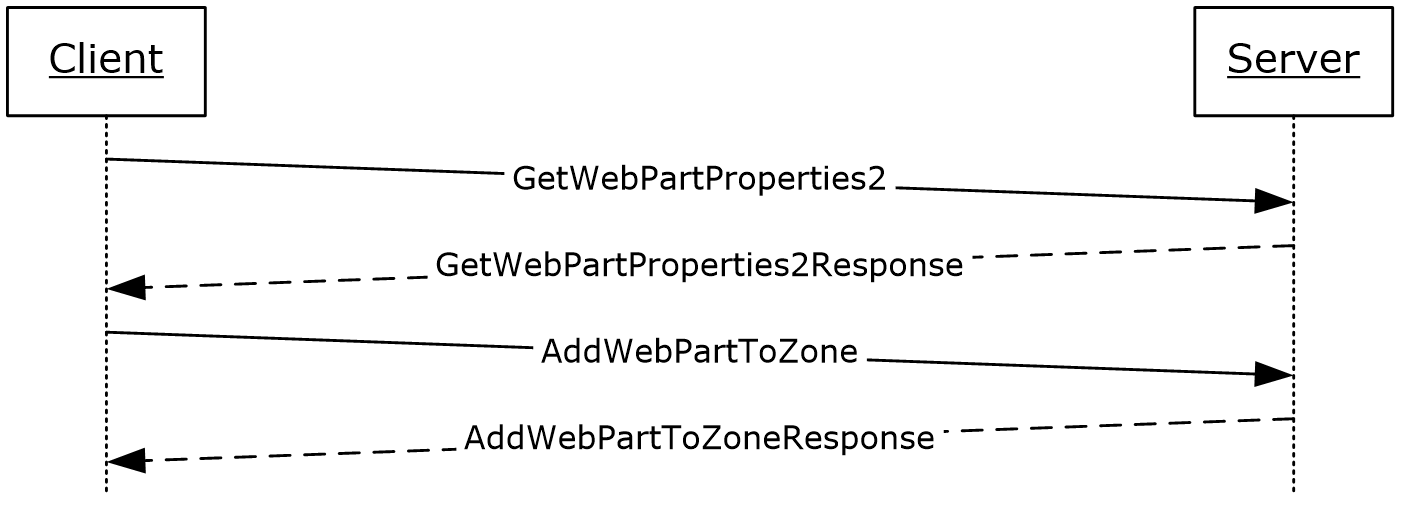 Client
Server
GetWebPartProperties2
GetWebPartProperties2Response
AddWebPartToZone
AddWebPartToZoneResponse